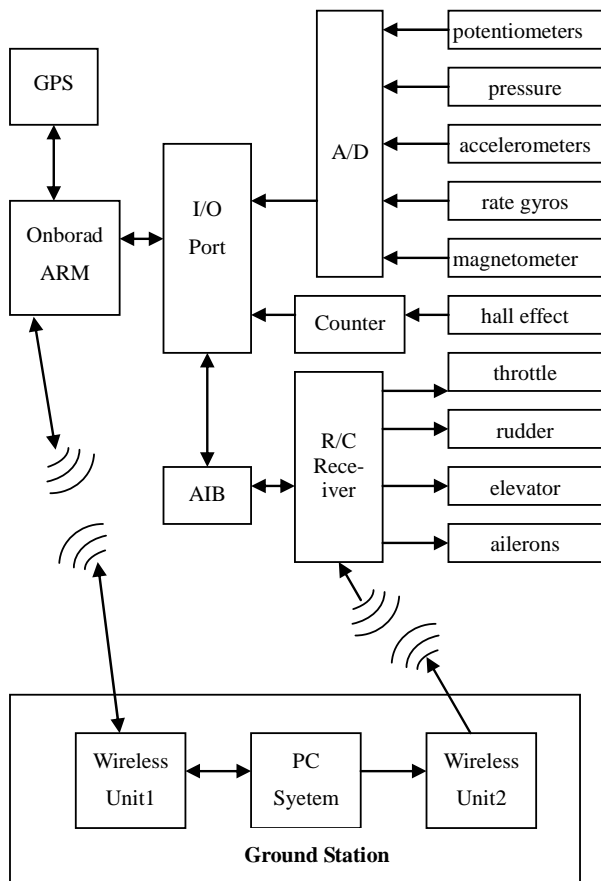 potentiometers
GPS
pressure
A/D
accelerometers
I/O
Port
Onborad
ARM
rate gyros
magnetometer
Counter
hall effect
throttle
R/C
Rece-
iver
rudder
AIB
elevator
ailerons
Wireless
Unit1
PC
Syetem
Wireless
Unit2
Ground Station